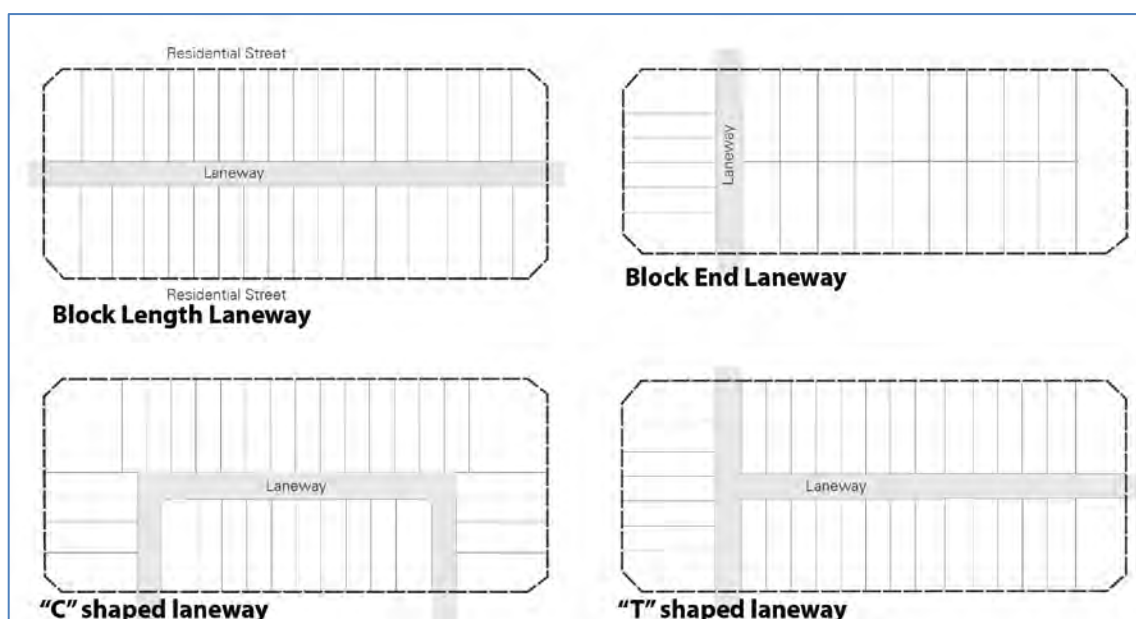 Residential Street
Laneway
Residential Street
Block Length Laneway
Laneway
Block End Laneway
Laneway
"C" shaped laneway
Laneway
"T" shaped laneway